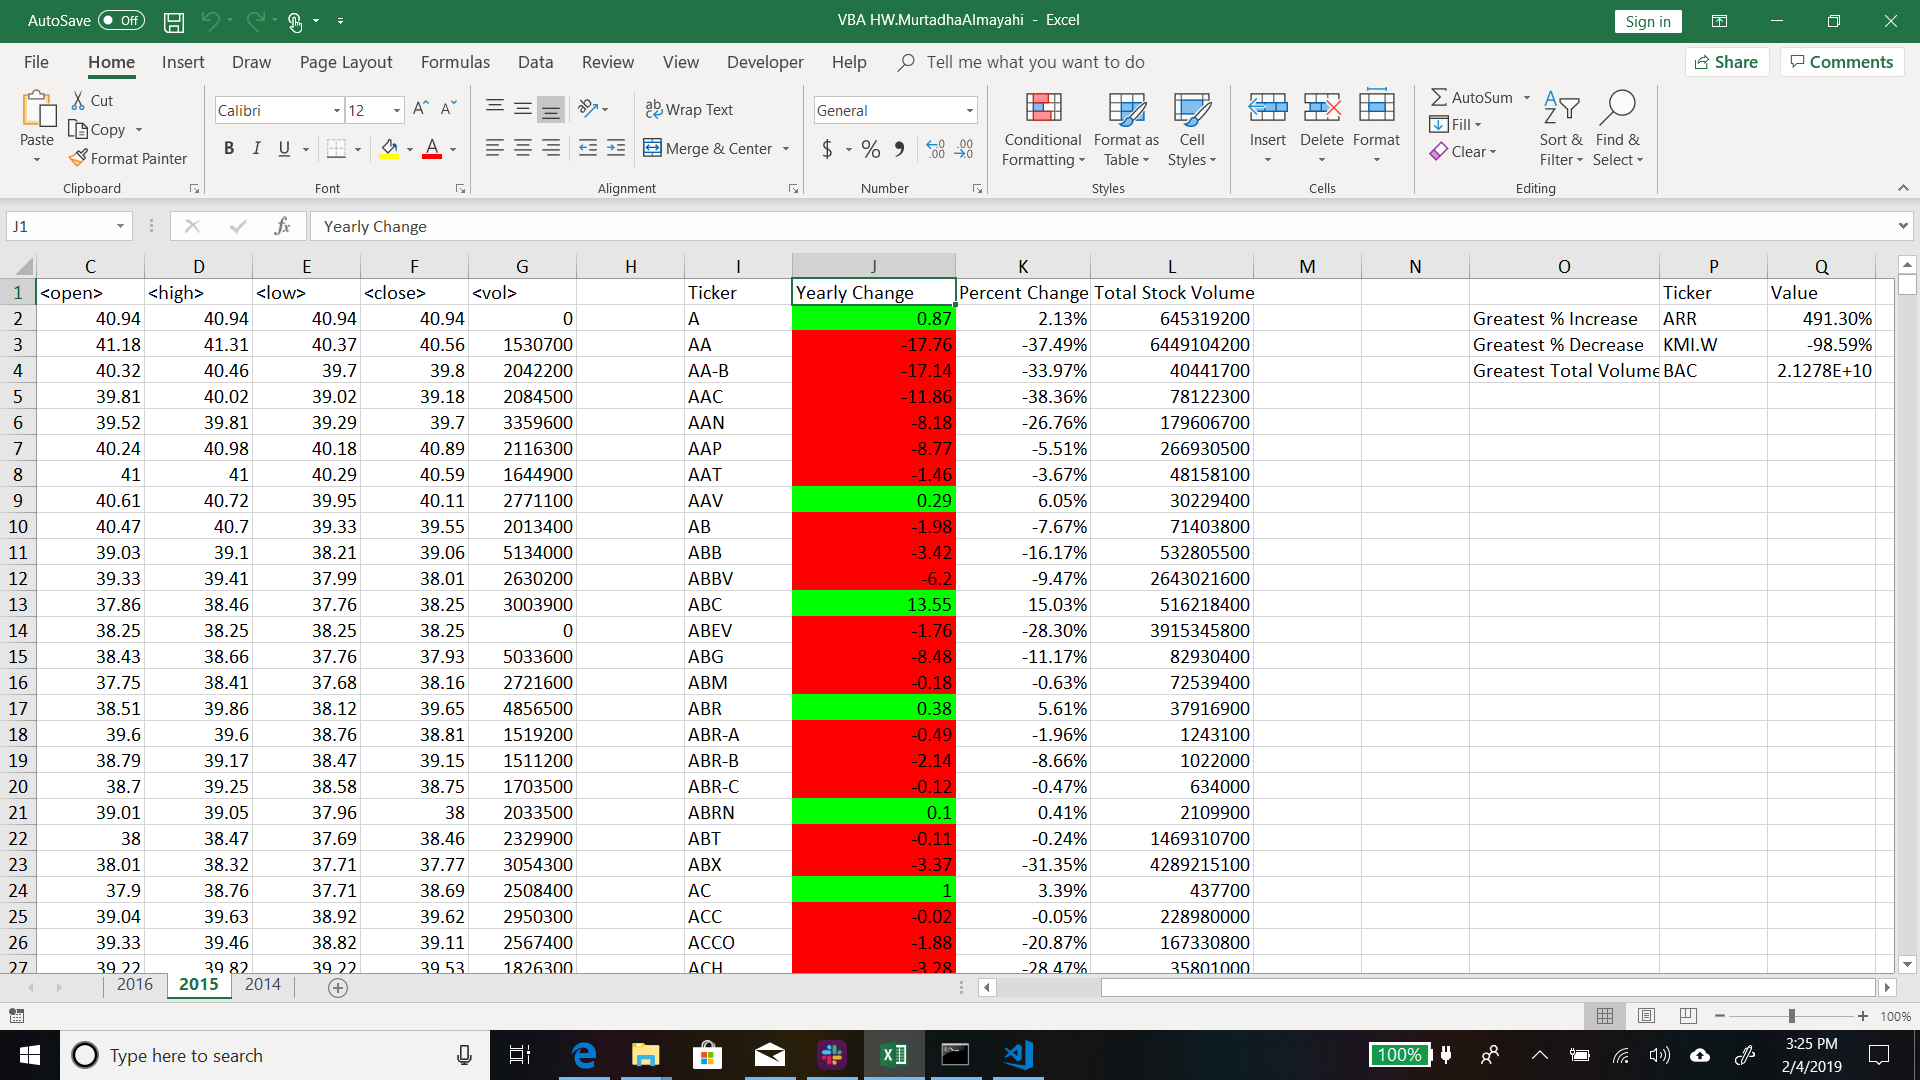 AutoSave Off VBA HW.MurtadhaAlmayahi - Excel Sign in
File Home Insert Draw Page Layout Formulas Data Review View Developer Help Tell me what you want to do Share Comments
Paste Cut Copy Format Painter Clipboard
Calibri 12 B I U A Font
Wrap Text Merge & Center Alignment
General $ % Number
Conditional Formatting Format as Table Cell Styles Styles
Insert Delete Format Cells
AutoSum Fill Clear Sort & Filter Find & Select Editing
J1 fx Yearly Change
C D E F G H I J K L M N O P Q
1 <open> <high> <low> <close> <vol> Ticker Yearly Change Percent Change Total Stock Volume Ticker Value
2 40.94 40.94 40.94 40.94 0 A 0.87 2.13% 645319200 Greatest % Increase ARR 491.30%
3 41.18 41.31 40.37 40.56 1530700 AA -17.76 -37.49% 6449104200 Greatest % Decrease KMI.W -98.59%
4 40.32 40.46 39.7 39.8 2042200 AA-B -17.14 -33.97% 40441700 Greatest Total Volume BAC 2.1278E+10
5 39.81 40.02 39.02 39.18 2084500 AAC -11.86 -38.36% 78122300
6 39.52 39.81 39.29 39.7 3359600 AAN -8.18 -26.76% 179606700
7 40.24 40.98 40.18 40.89 2116300 AAP -8.77 -5.51% 266930500
8 41 41 40.29 40.59 1644900 AAT -1.46 -3.67% 48158100
9 40.61 40.72 39.95 40.11 2771100 AAV 0.29 6.05% 30229400
10 40.47 40.7 39.33 39.55 2013400 AB -1.98 -7.67% 71403800
11 39.03 39.1 38.21 39.06 5134000 ABB -3.42 -16.17% 532805500
12 39.33 39.41 37.99 38.01 2630200 ABBV -6.2 -9.47% 2643021600
13 37.86 38.46 37.76 38.25 3003900 ABC 13.55 15.03% 516218400
14 38.25 38.25 38.25 38.25 0 ABEV -1.76 -28.30% 3915345800
15 38.43 38.66 37.76 37.93 5033600 ABG -8.48 -11.17% 82930400
16 37.75 38.41 37.68 38.16 2721600 ABM -0.18 -0.63% 72539400
17 38.51 39.86 38.12 39.65 4856500 ABR 0.38 5.61% 37916900
18 39.6 39.6 38.76 38.81 1519200 ABR-A -0.49 -1.96% 1243100
19 38.79 39.17 38.47 39.15 1511200 ABR-B -2.14 -8.66% 1022000
20 38.7 39.25 38.58 38.75 1703500 ABR-C -0.12 -0.47% 634000
21 39.01 39.05 37.96 38 2033500 ABRN 0.1 0.41% 2109900
22 38 38.47 37.69 38.46 2329900 ABT -0.11 -0.24% 1469310700
23 38.01 38.32 37.71 37.77 3054300 ABX -3.37 -31.35% 4289215100
24 37.9 38.76 37.71 38.69 2508400 AC 1 3.39% 437700
25 39.04 39.63 38.92 39.62 2950300 ACC -0.02 -0.05% 228980000
26 39.33 39.46 38.82 39.11 2567400 ACCO -1.88 -20.87% 167330800
27 39.22 39.82 39.22 39.53 1826300 ACH -3.28 -28.47% 35801000
2016 2015 2014
100%
Type here to search 100% 3:25 PM
2/4/2019